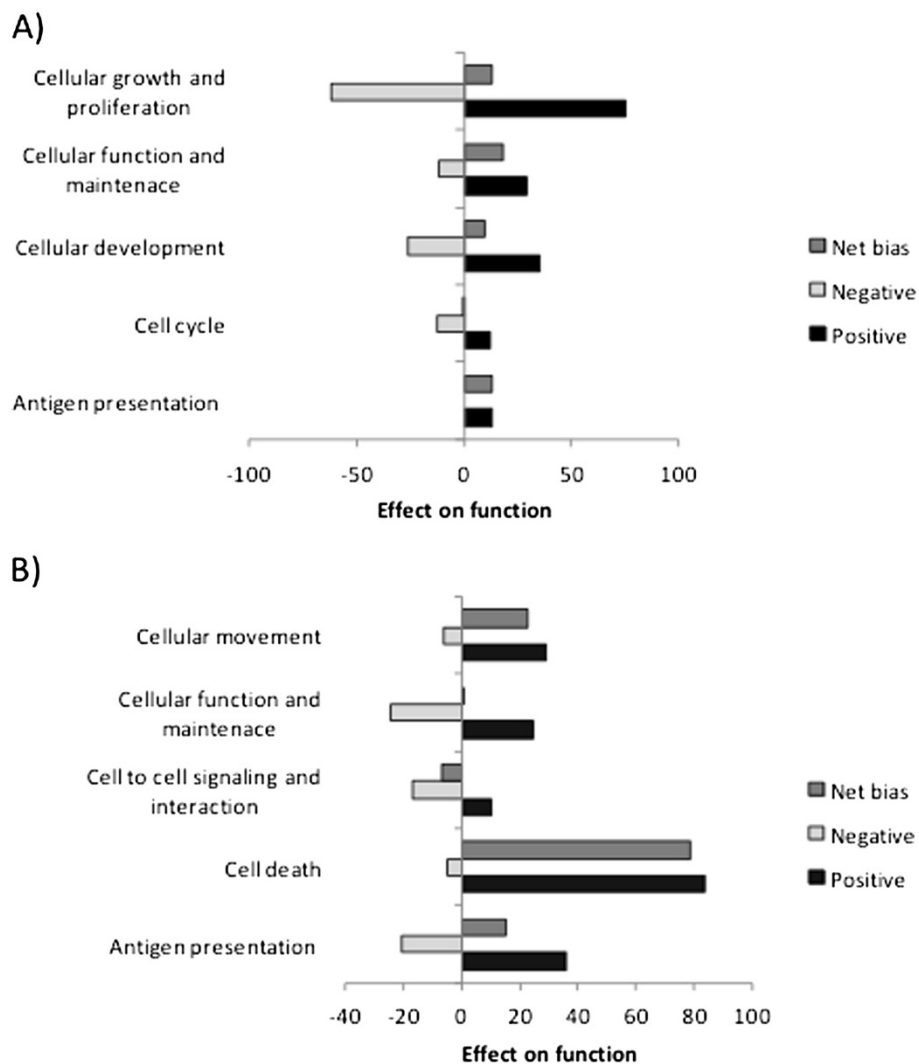 A)
Cellular growth and
proliferation
Cellular function and
maintenace
Cellular development
Cell cycle
Antigen presentation
Net bias
Negative
Positive
-100 -50 0 50 100
Effect on function
B)
Cellular movement
Cellular function and
maintenace
Cell to cell signaling and
interaction
Cell death
Antigen presentation
Net bias
Negative
Positive
-40 -20 0 20 40 60 80 100
Effect on function